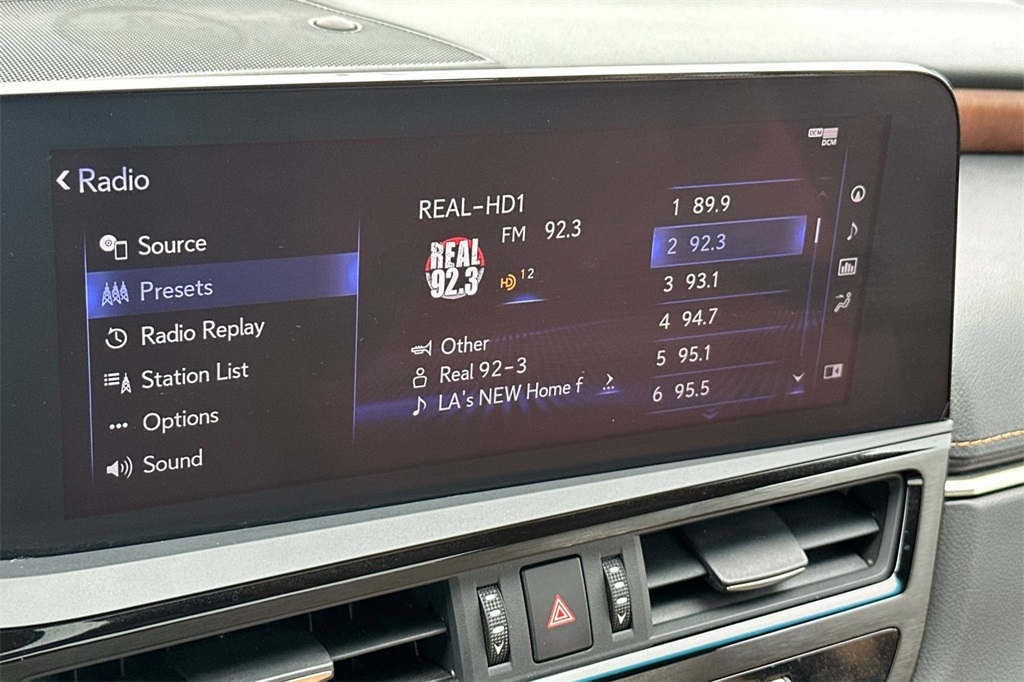 DCM
DCM
Radio
Source
Presets
Radio Replay
Station List
Options
Sound
REAL-HD1
FM 92.3
REAL
92.3
HD 12
Other
Real 92-3
LA's NEW Home f
1 89.9
2 92.3
3 93.1
4 94.7
5 95.1
6 95.5